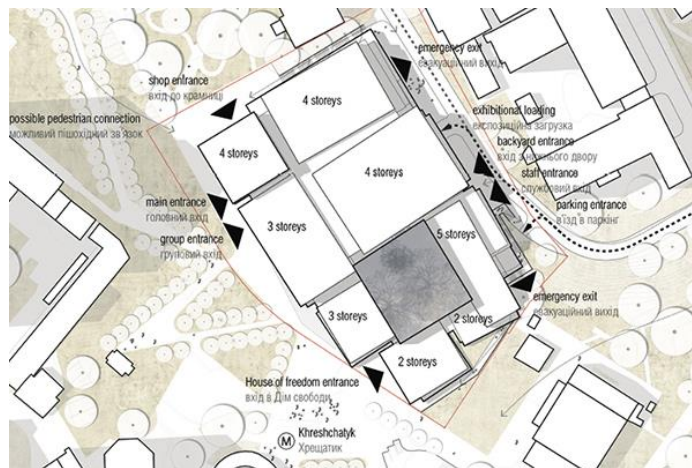 emergency exit
евакуаційний вихід
shop entrance
вхід до крамниці
4 storeys
possible pedestrian connection
можливий пішохідний зв'язок
exhibitional loading
експозиційна загрузка
backyard entrance
вхід з нижнього двору
4 storeys
4 storeys
staff entrance
службовий вхід
main entrance
головний вхід
parking entrance
в'їзд в паркінг
3 storeys
5 storeys
group entrance
груповий вхід
emergency exit
евакуаційний вихід
3 storeys
2 storeys
2 storeys
House of freedom entrance
вхід в Дім свободи
M Khreshchatyk
Хрещатик